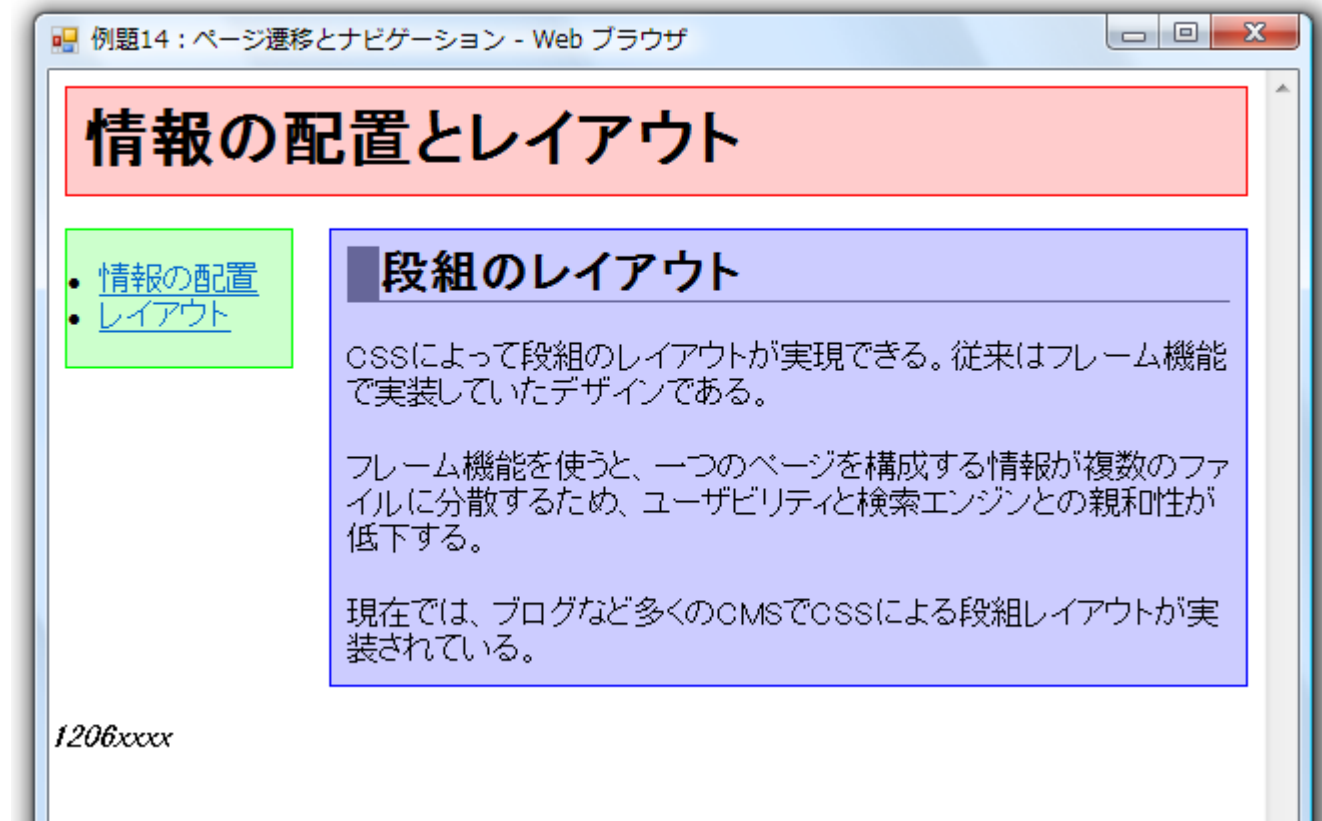 例題14：ページ遷移とナビゲーション - Web ブラウザ
情報の配置とレイアウト
情報の配置
レイアウト
段組のレイアウト
CSSによって段組のレイアウトが実現できる。従来はフレーム機能
で実装していたデザインである。
フレーム機能を使うと、一つのページを構成する情報が複数のファ
イルに分散するため、ユーザビリティと検索エンジンとの親和性が
低下する。
現在では、ブログなど多くのCMSでCSSによる段組レイアウトが実
装されている。
1206xxxx